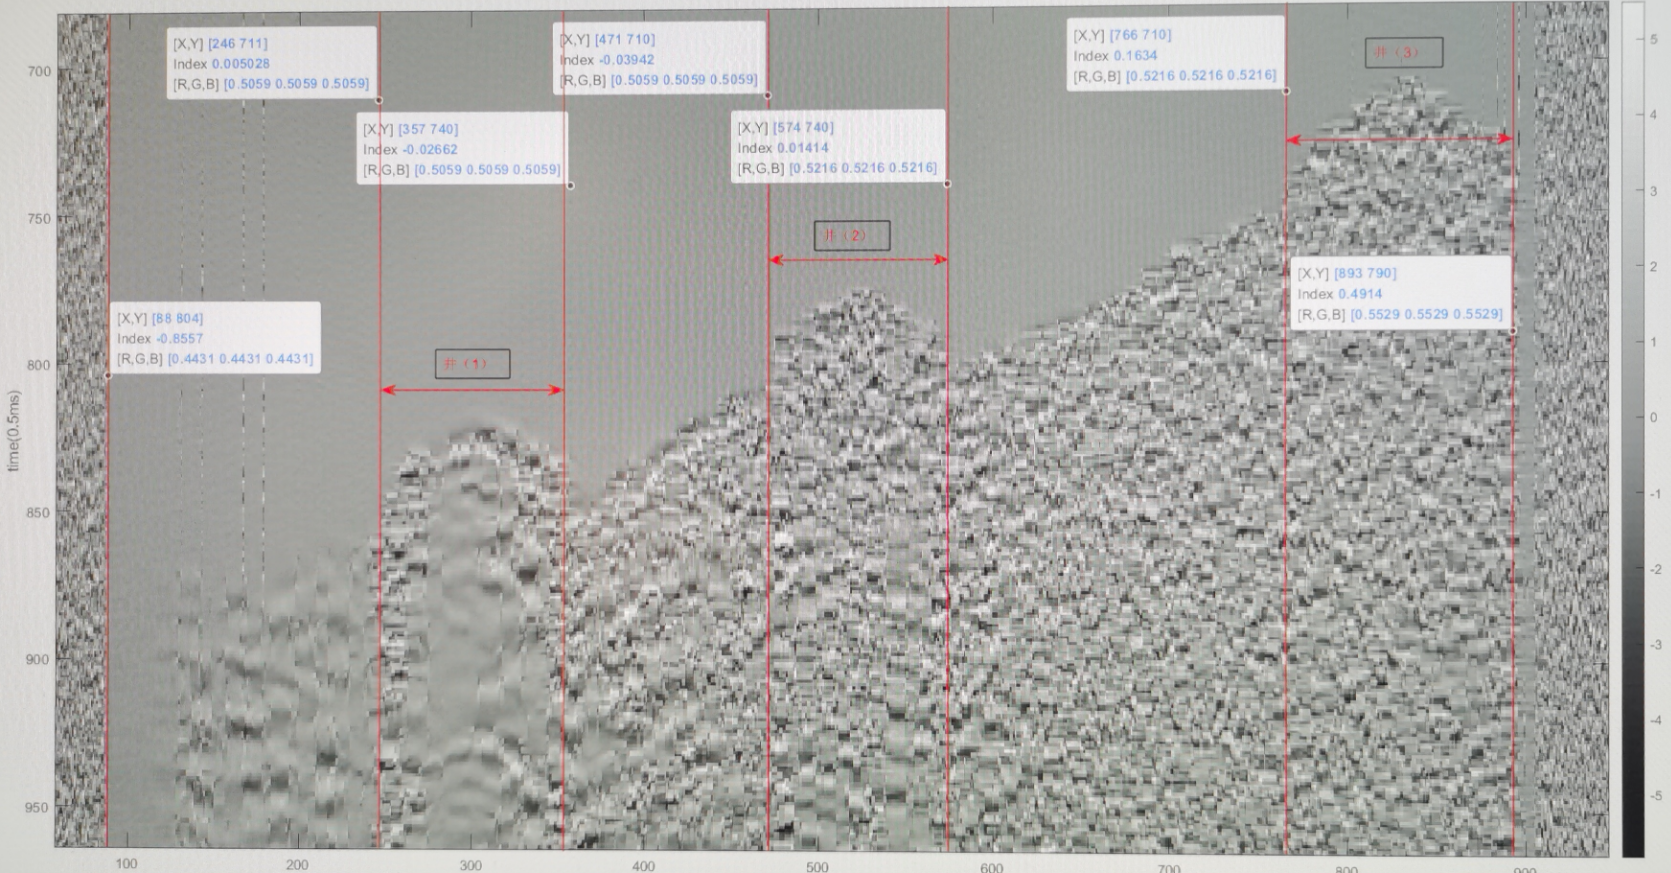 [X,Y] [246 711]
Index 0.005028
[R,G,B] [0.5059 0.5059 0.5059]
[X,Y] [471 710]
Index -0.03942
[R,G,B] [0.5059 0.5059 0.5059]
[X,Y] [766 710]
Index 0.1634
[R,G,B] [0.5216 0.5216 0.5216]
井（3）
[X,Y] [357 740]
Index -0.02662
[R,G,B] [0.5059 0.5059 0.5059]
[X,Y] [574 740]
Index 0.01414
[R,G,B] [0.5216 0.5216 0.5216]
井（2）
[X,Y] [893 790]
Index 0.4914
[R,G,B] [0.5529 0.5529 0.5529]
[X,Y] [88 804]
Index -0.8557
[R,G,B] [0.4431 0.4431 0.4431]
井（1）
time(0.5ms)
700
750
800
850
900
950
100
200
300
400
500
600
700
800
900
5
4
3
2
1
0
-1
-2
-3
-4
-5